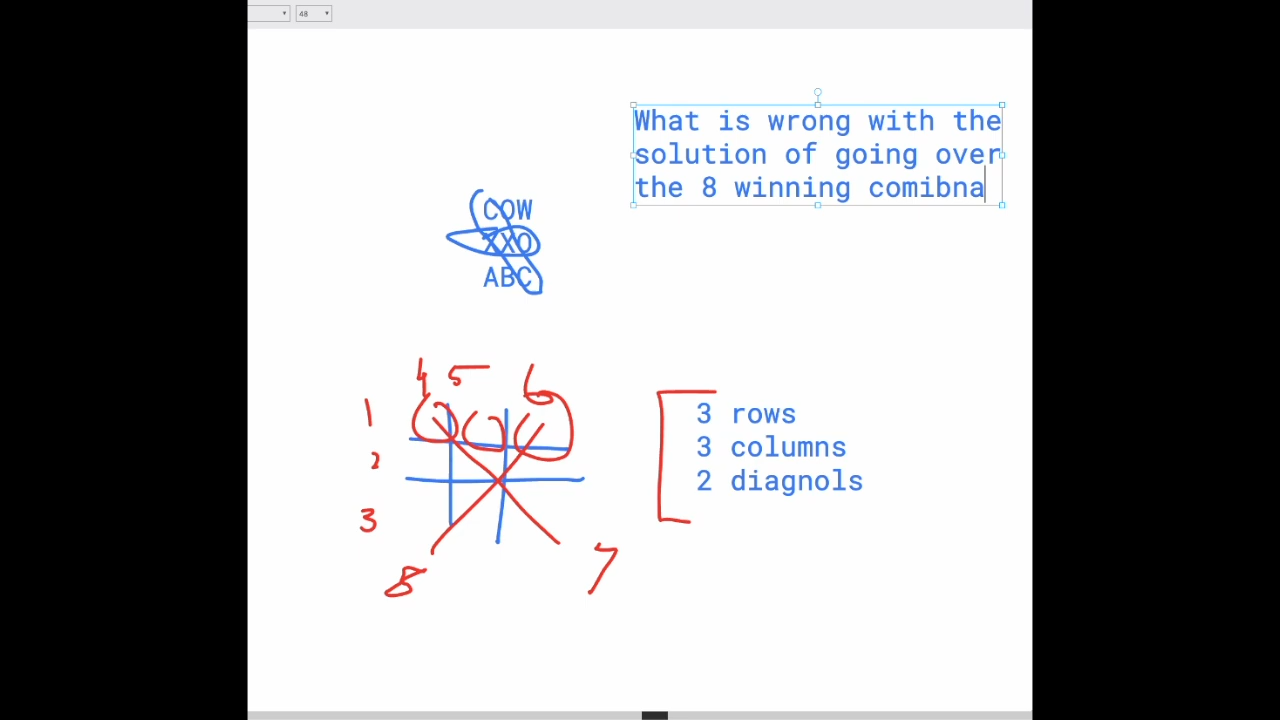 48
What is wrong with the
solution of going over
the 8 winning comibna
COW
XXO
ABC
4 5 6
1
2
3
8 7
3 rows
3 columns
2 diagnols